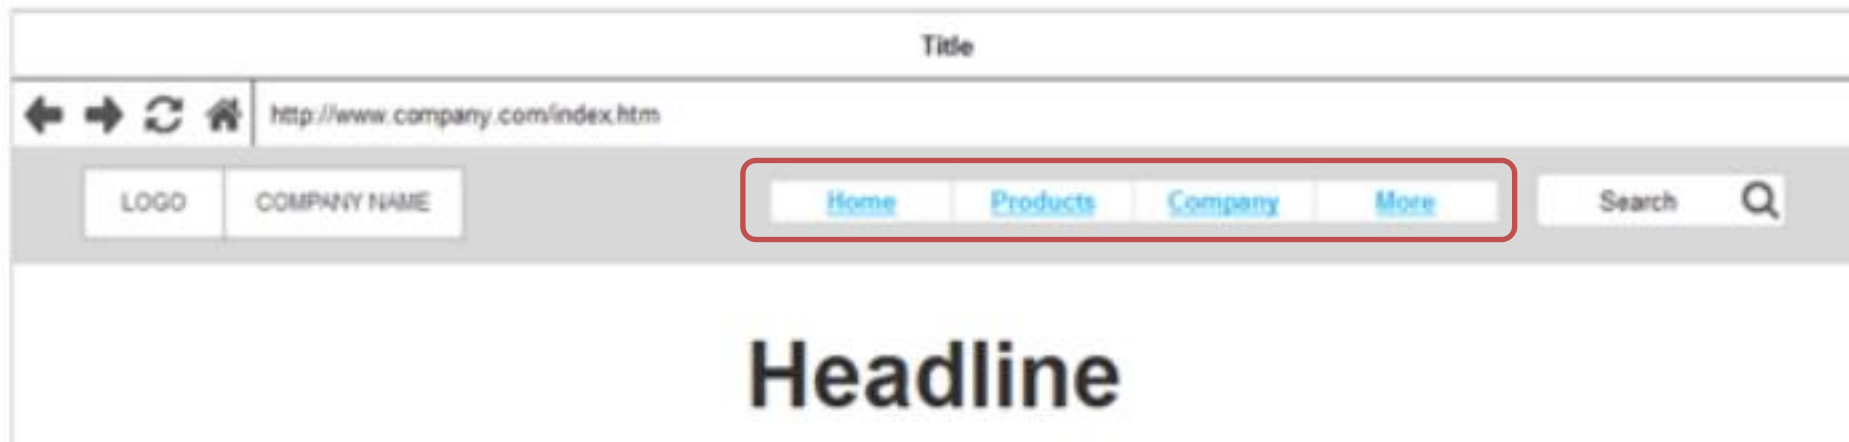 Title
http://www.company.com/index.htm
LOGO COMPANY NAME Home Products Company More Search
Headline